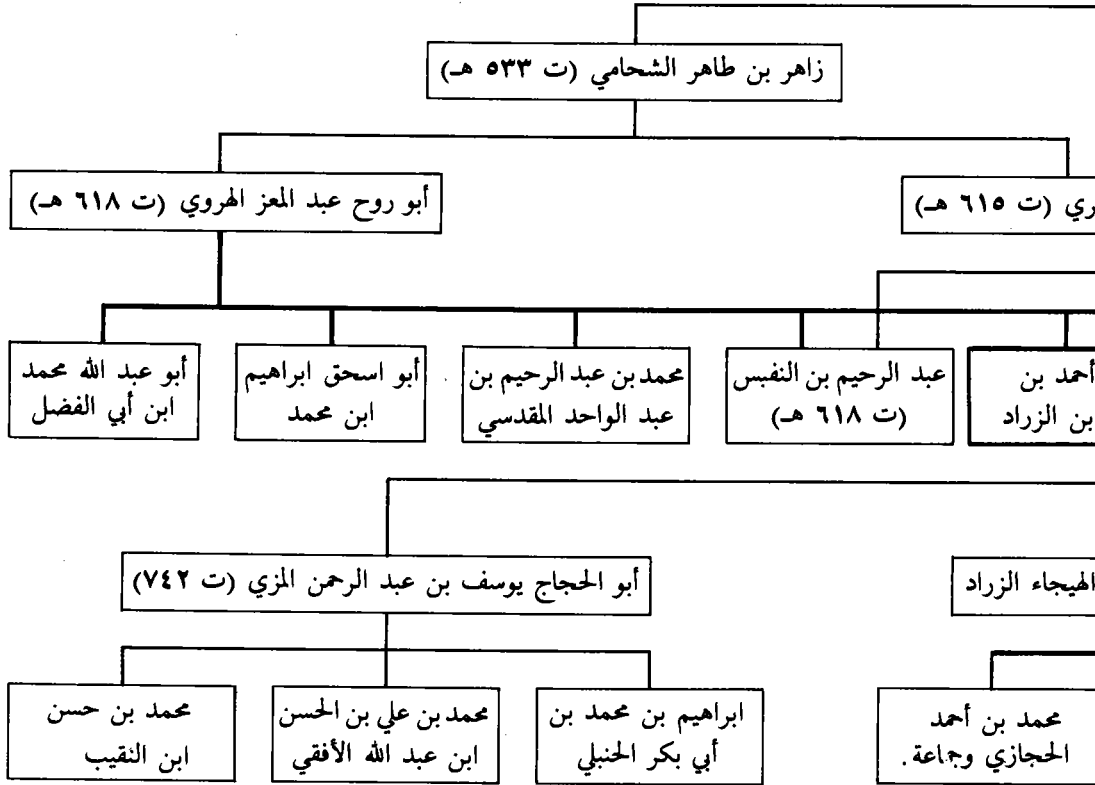 زاهر بن طاهر الشحامي (ت ٥٣٣ هـ)
ري (ت ٦١٥ هـ)
أبو روح عبد المعز الهروي (ت ٦١٨ هـ)
أحمد بن
بن الزراد
عبد الرحيم بن النفبس
(ت ٦١٨ هـ)
محمد بن عبد الرحيم بن
عبد الواحد المقدسي
أبو اسحق ابراهيم
ابن محمد
أبو عبد الله محمد
ابن أبي الفضل
الهيجاء الزراد
أبو الحجاج يوسف بن عبد الرحمن المزي (ت ٧٤٢)
محمد بن أحمد
الحجازي وجماعة.
ابراهيم بن محمد بن
أبي بكر الحنبلي
محمد بن علي بن الحسن
ابن عبد الله الأفقي
محمد بن حسن
ابن النقيب